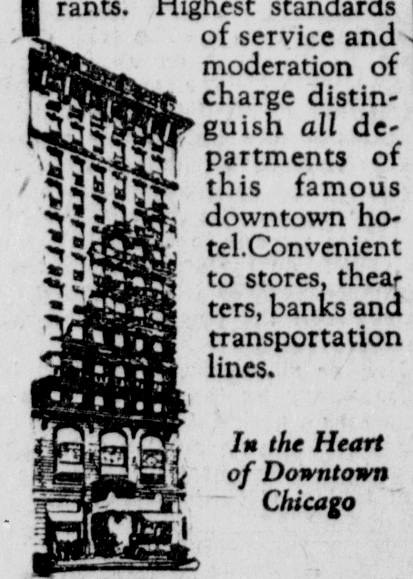 rants. Highest standards
of service and
moderation of
charge distin-
guish all de-
partments of
this famous
downtown ho-
tel. Convenient
to stores, thea-
ters, banks and
transportation
lines.
In the Heart
of Downtown
Chicago